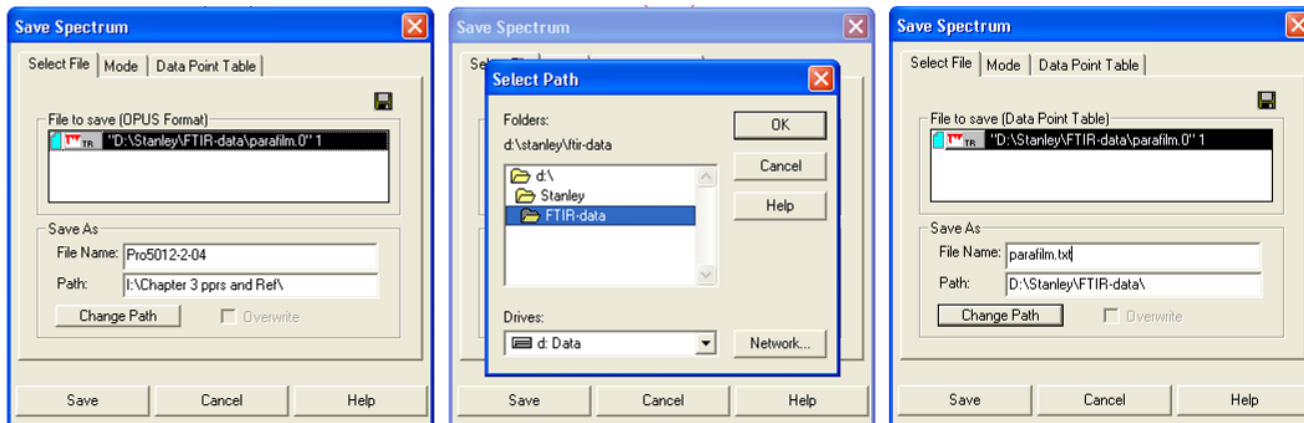 Save Spectrum
Select File Mode Data Point Table
File to save (OPUS Format)
TR "D:\Stanley\FTIR-data\parafilm.0" 1
Save As
File Name: Pro5012-2-04
Path: I:\Chapter 3 pprs and Ref\
Change Path Overwrite
Save Cancel Help
Save Spectrum
Select Path
Folders:
d:\stanley\ftir-data
d:\
Stanley
FTIR-data
OK
Cancel
Help
Drives:
d: Data
Network...
Save Cancel Help
Save Spectrum
Select File Mode Data Point Table
File to save (Data Point Table)
TR "D:\Stanley\FTIR-data\parafilm.0" 1
Save As
File Name: parafilm.txt
Path: D:\Stanley\FTIR-data\
Change Path Overwrite
Save Cancel Help